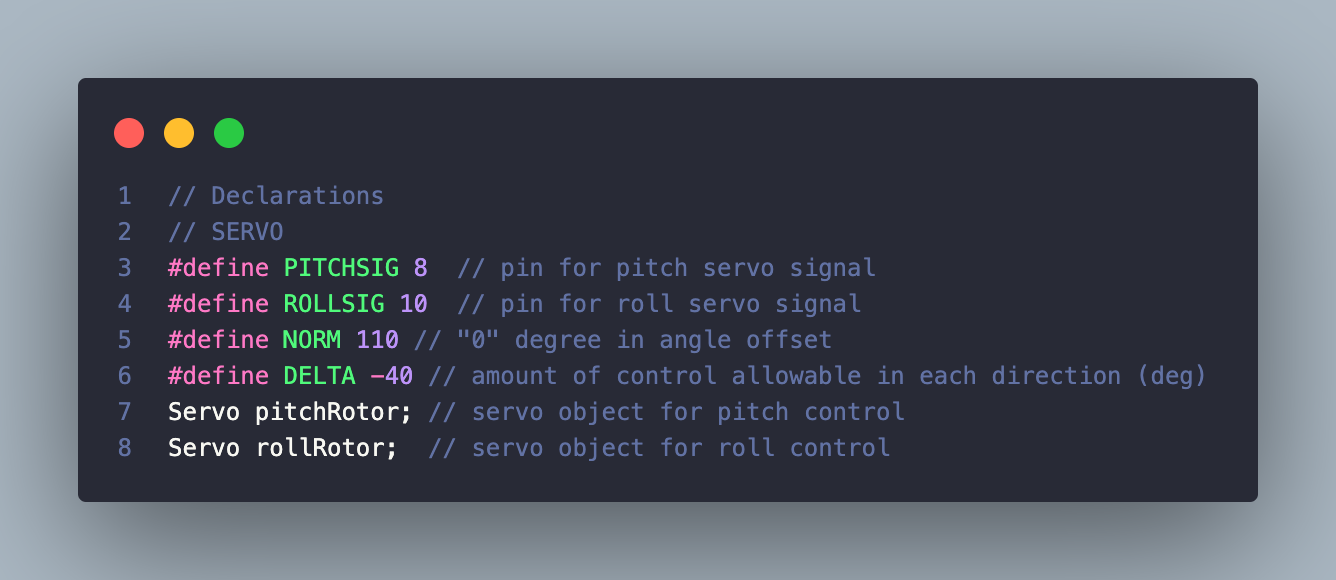 1 // Declarations
2 // SERVO
3 #define PITCHSIG 8  // pin for pitch servo signal
4 #define ROLLSIG 10  // pin for roll servo signal
5 #define NORM 110 // "0" degree in angle offset
6 #define DELTA -40 // amount of control allowable in each direction (deg)
7 Servo pitchRotor; // servo object for pitch control
8 Servo rollRotor;  // servo object for roll control